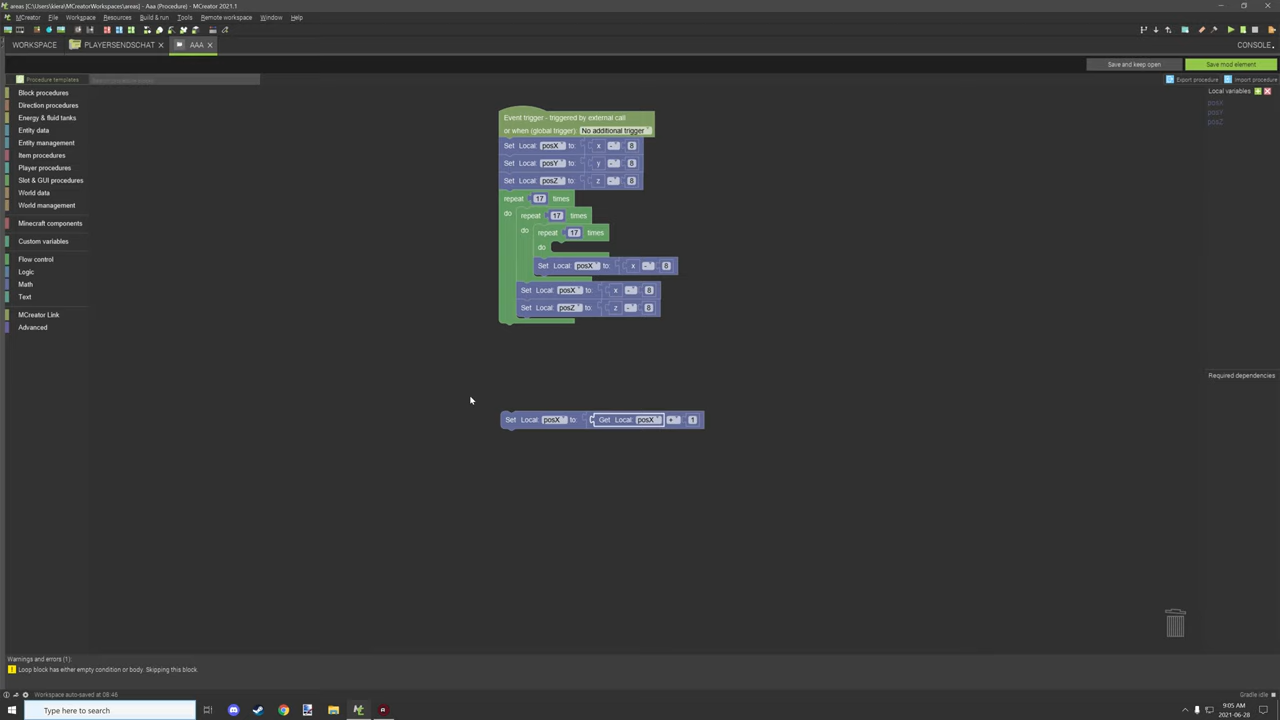 areas [C:\Users\kiera\MCreatorWorkspaces\areas] - Aaa (Procedure) - MCreator 2021.1
MCreator File Workspace Resources Build & run Tools Remote workspace Window Help
WORKSPACE PLAYERSENDSCHAT × AAA × CONSOLE
Save and keep open Save mod element
Procedure templates Export procedure Import procedure
Block procedures
Direction procedures
Energy & fluid tanks
Entity data
Entity management
Item procedures
Player procedures
Slot & GUI procedures
World data
World management
Minecraft components
Custom variables
Flow control
Logic
Math
Text
MCreator Link
Advanced
Event trigger - triggered by external call
or when (global trigger): No additional trigger
Set Local posX to: x - 8
Set Local posY to: y - 8
Set Local posZ to: z - 8
repeat 17 times
do repeat 17 times
do repeat 17 times
do
Set Local posX to: x - 8
Set Local posX to: x - 8
Set Local posZ to: z - 8
Set Local posX to: Get Local posX + 1
Local variables
posX
posY
posZ
Required dependencies
Warnings and errors (1):
Loop block has either empty condition or body. Skipping this block.
Workspace auto-saved at 08:46 Gradle idle
Type here to search
9:05 AM
2021-06-28